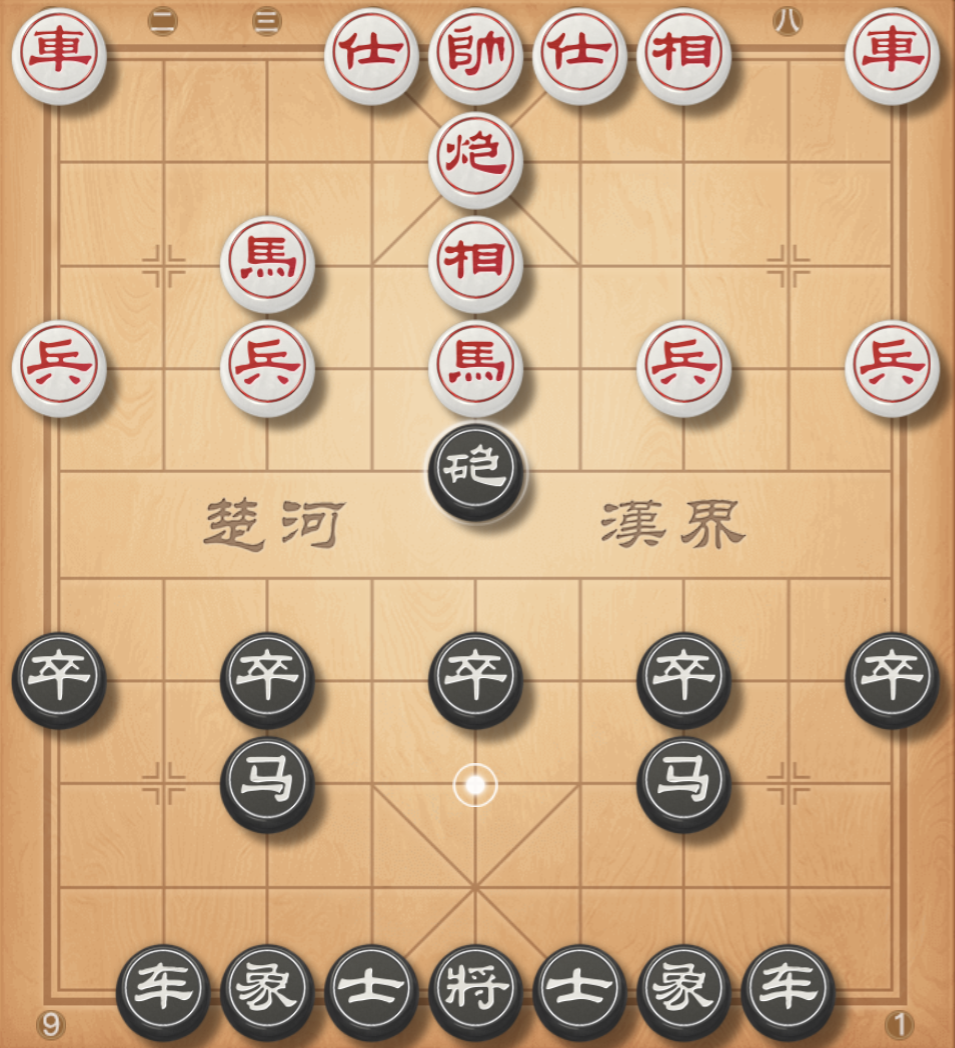 二 三 八
車 仕 帥 仕 相 車
炮
馬 相
兵 兵 馬 兵 兵
砲
楚河 漢界
卒 卒 卒 卒 卒
马 马
车 象 士 将 士 象 车
9 1